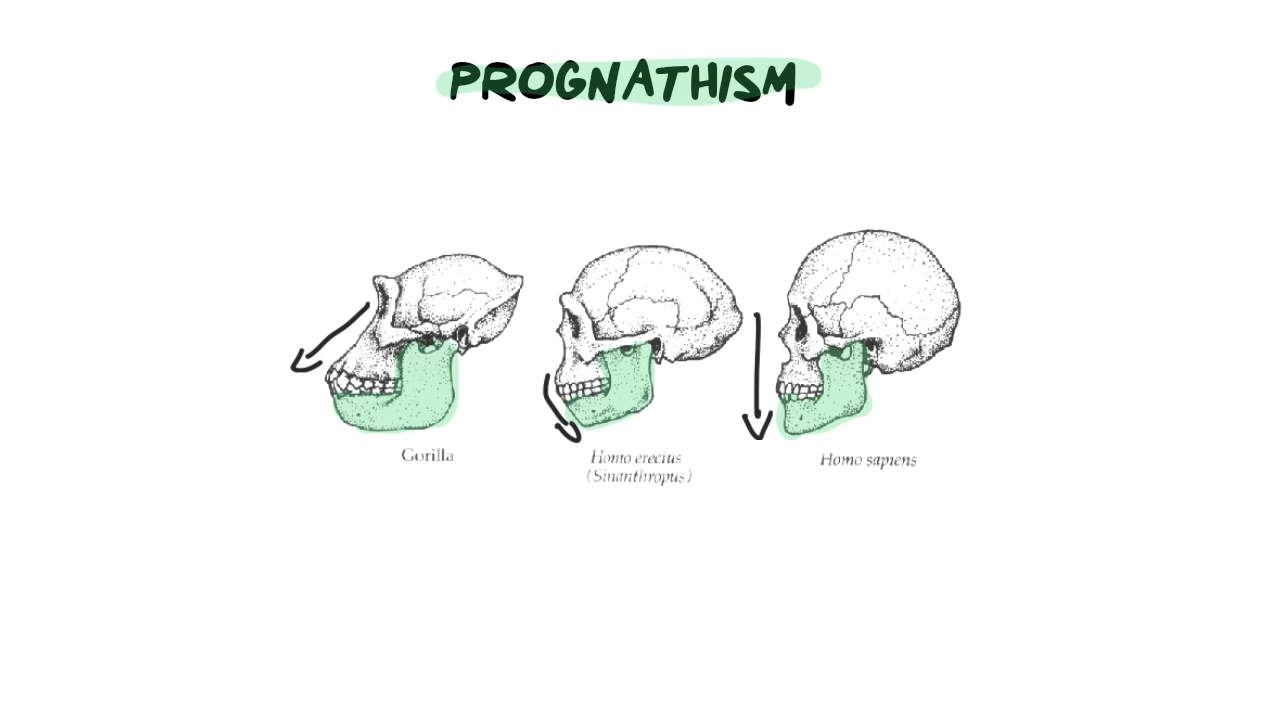 PROGNATHISM
Gorilla
Homo erectus
(Sinanthropus)
Homo sapiens